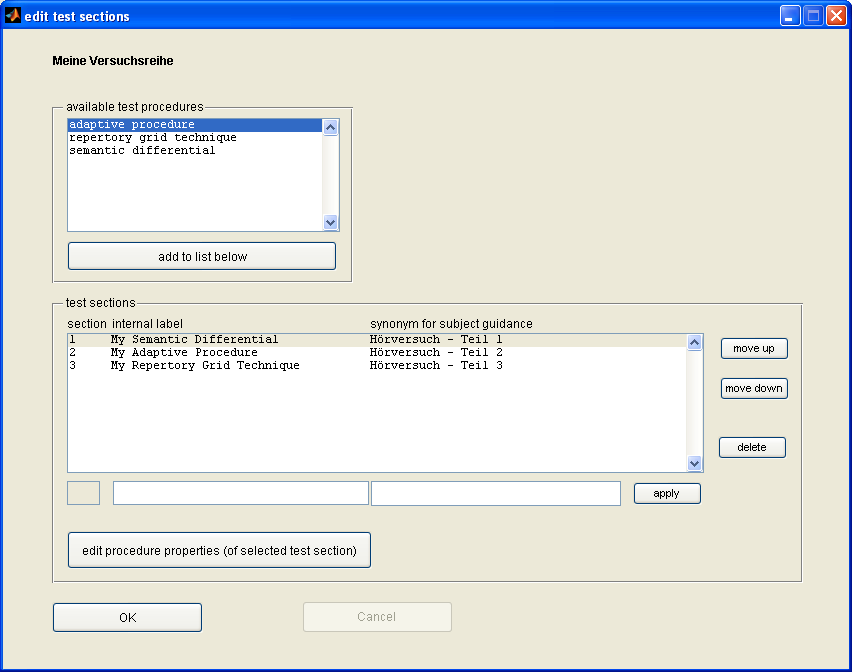 edit test sections
Meine Versuchsreihe
available test procedures
adaptive procedure
repertory grid technique
semantic differential
add to list below
test sections
section internal label synonym for subject guidance
1 My Semantic Differential Hörversuch - Teil 1
2 My Adaptive Procedure Hörversuch - Teil 2
3 My Repertory Grid Technique Hörversuch - Teil 3
move up
move down
delete
apply
edit procedure properties (of selected test section)
OK Cancel